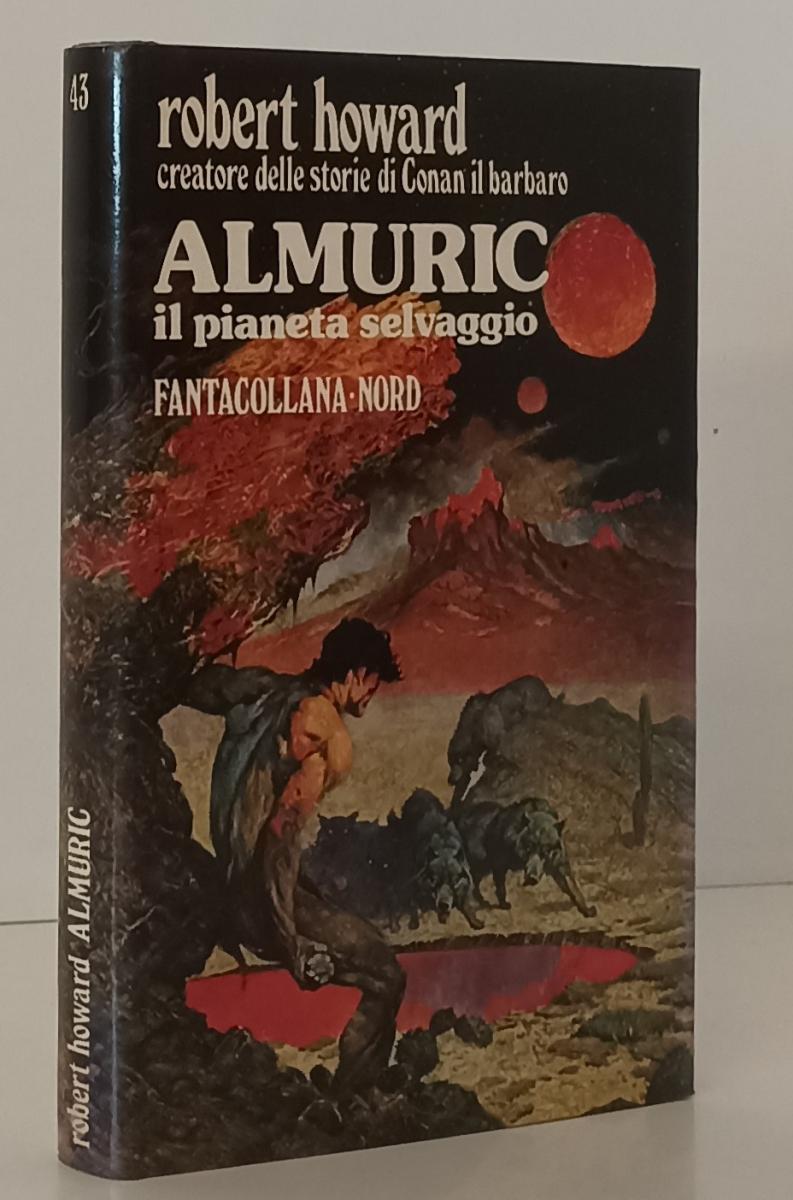 43
robert howard
creatore delle storie di Conan il barbaro
ALMURIC
il pianeta selvaggio
FANTACOLLANA·NORD
robert howard ALMURIC